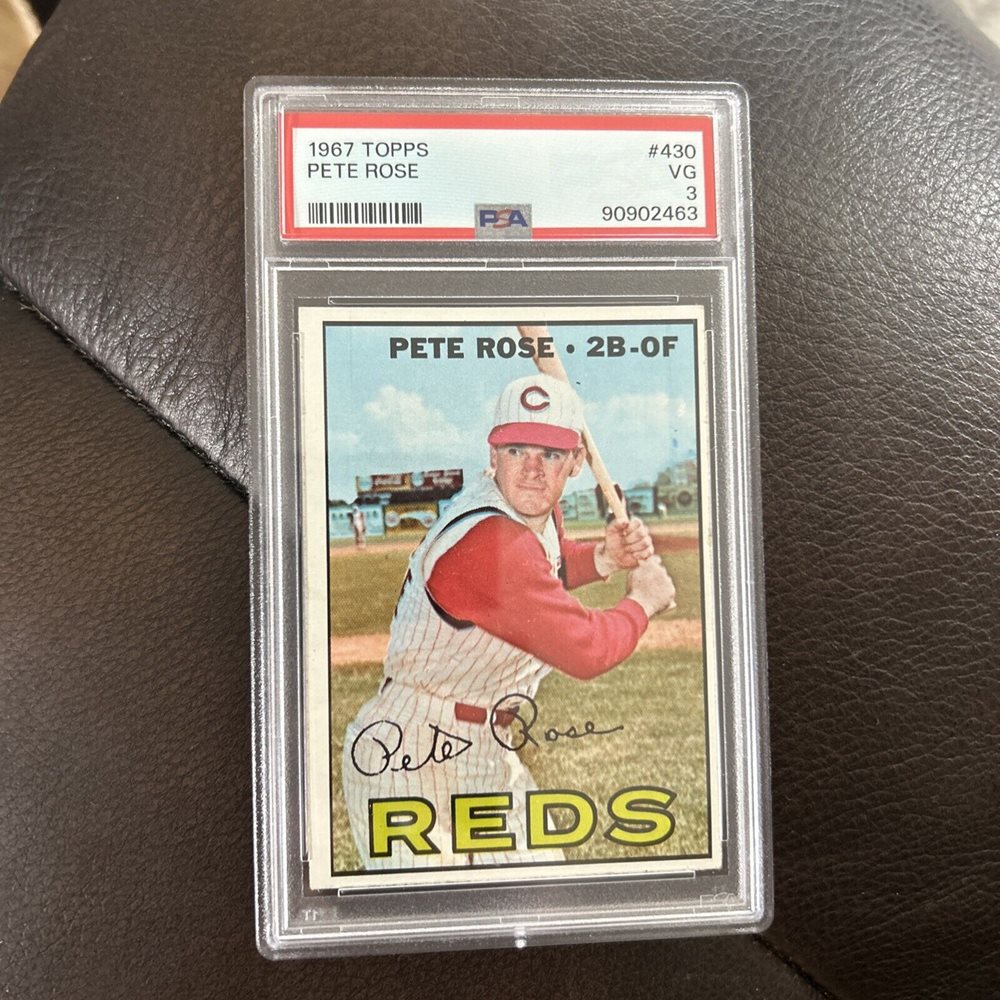 1967 TOPPS #430
PETE ROSE VG
3
PSA 90902463
PETE ROSE • 2B-OF
C
Pete Rose
REDS